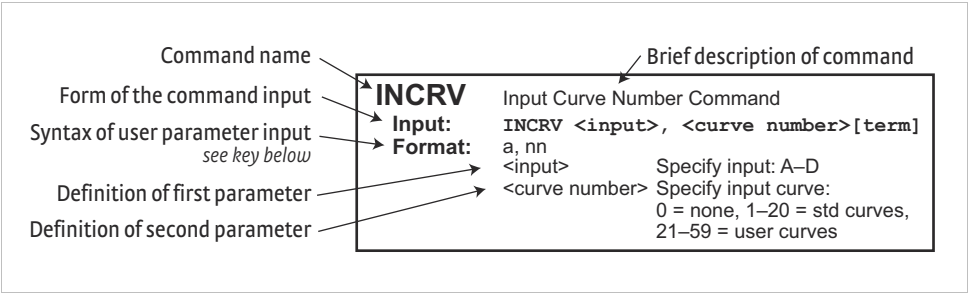 Command name
Brief description of command
Form of the command input
Syntax of user parameter input
see key below
Definition of first parameter
Definition of second parameter
INCRV Input Curve Number Command
Input: INCRV <input>, <curve number>[term]
Format: a, nn
<input> Specify input: A–D
<curve number> Specify input curve:
0 = none, 1–20 = std curves,
21–59 = user curves